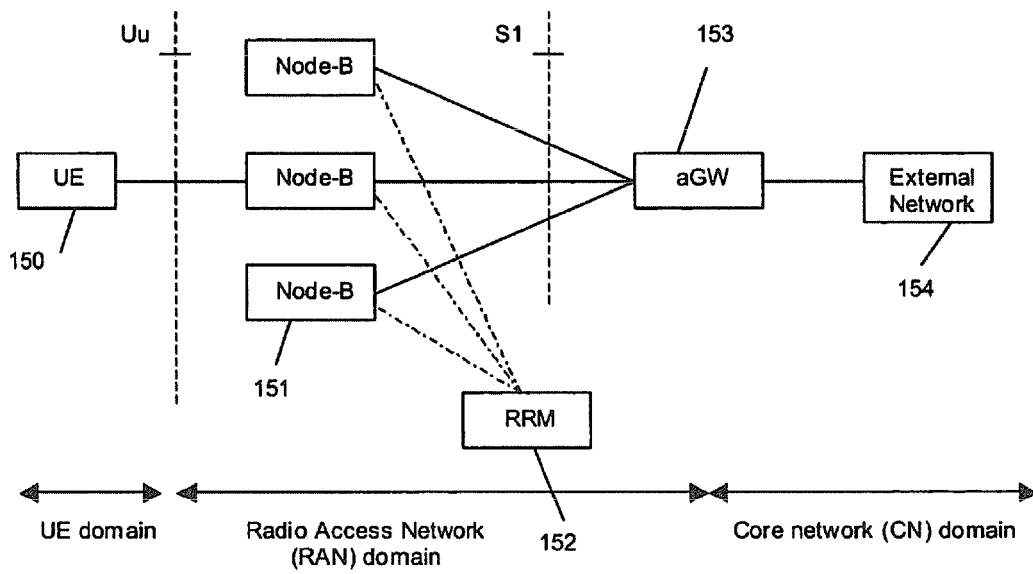 Uu
S1
153
Node-B
UE
Node-B
aGW
External
Network
150
Node-B
154
151
RRM
UE domain
Radio Access Network
(RAN) domain
152
Core network (CN) domain